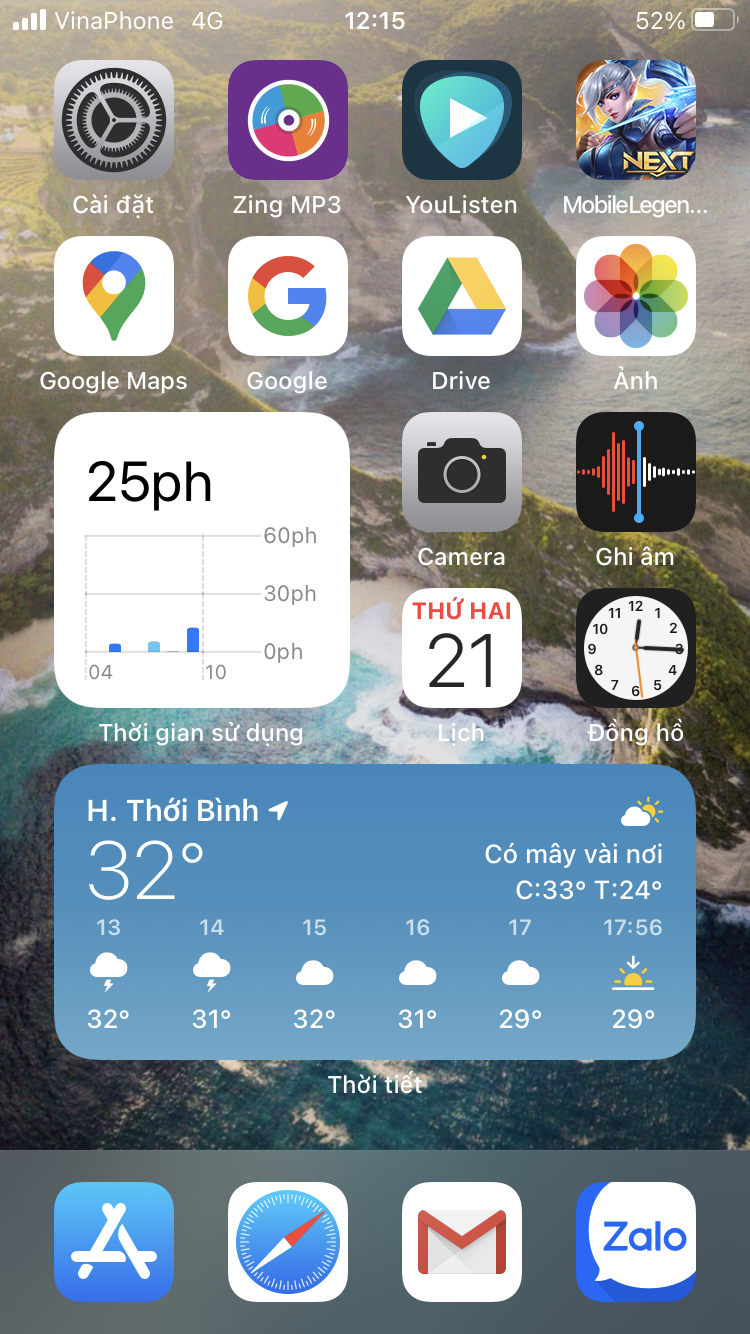 VinaPhone 4G 12:15 52%
NEXT
Cài đặt Zing MP3 YouListen MobileLegen...
Google Maps Google Drive Ảnh
25ph
60ph
30ph
0ph
04 10
Thời gian sử dụng
Camera Ghi âm
THỨ HAI
21
12 1 2 3 4 5 6 7 8 9 10 11
Lịch Đồng hồ
H. Thới Bình
32°
Có mây vài nơi
C:33° T:24°
13 14 15 16 17 17:56
32° 31° 32° 31° 29° 29°
Thời tiết
Zalo